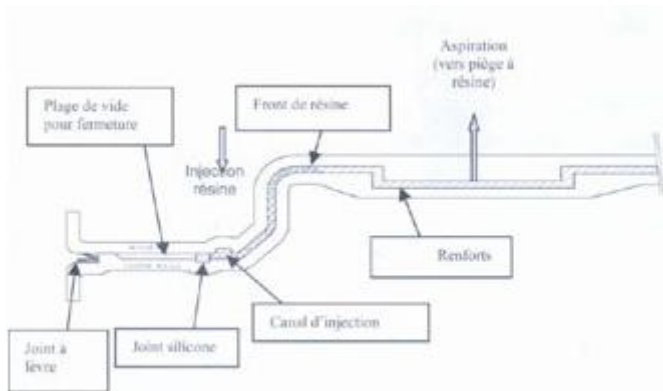 Aspiration
(vers piège à
résine)
Plage de vide
pour fermeture
Front de résine
Injection
résine
Renforts
Canal d'injection
Joint à
lèvre
Joint silicone